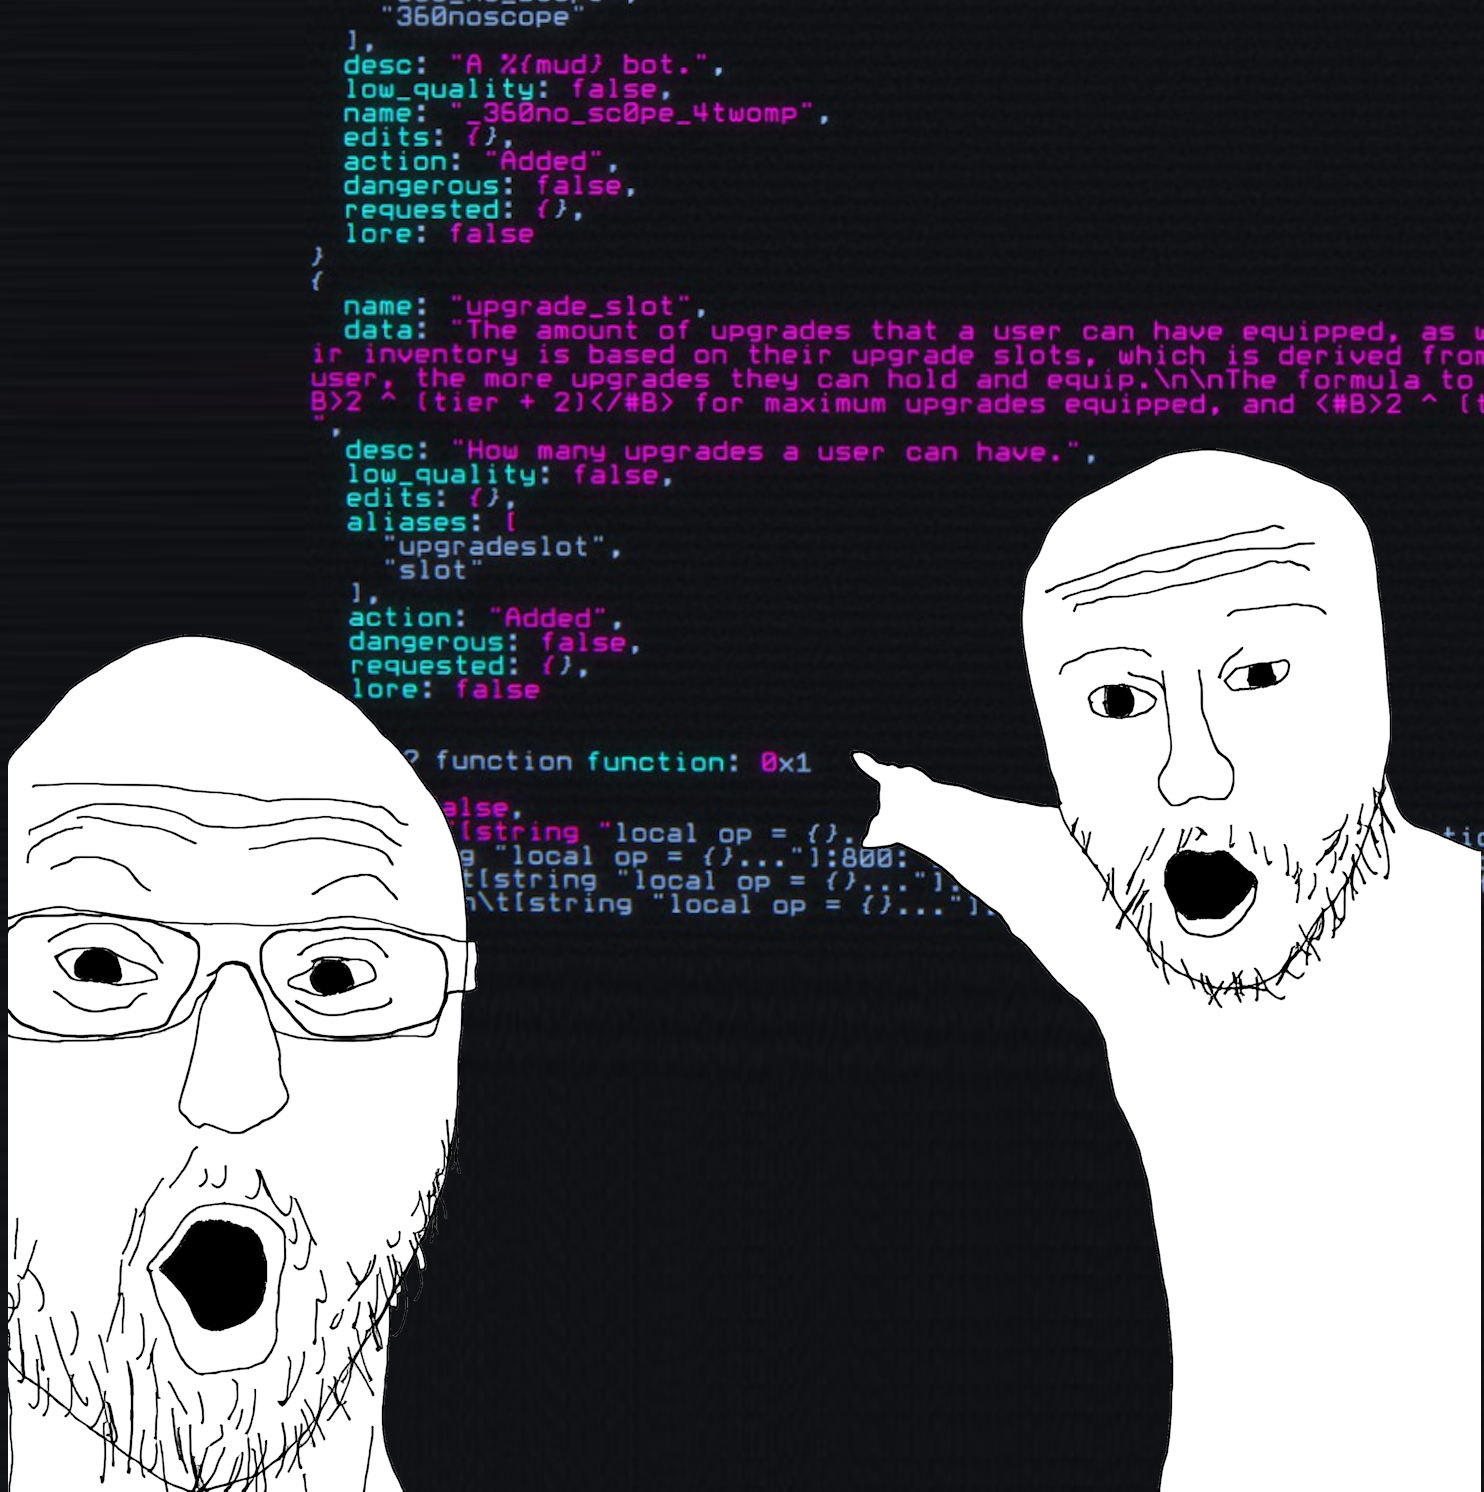 "360noscope"
],
desc: "A %{mud} bot.",
low_quality: false,
name: "_360no_sc0pe_4twomp",
edits: {},
action: "Added",
dangerous: false,
requested: {},
lore: false
}
{
name: "upgrade_slot",
data: "The amount of upgrades that a user can have equipped, as
ir inventory is based on their upgrade slots, which is derived from
user, the more upgrades they can hold and equip.\n\nThe formula to
B>2 ^ (tier + 2)</#B> for maximum upgrades equipped, and <#B>2 ^ (
",
desc: "How many upgrades a user can have.",
low_quality: false,
edits: {},
aliases: [
"upgradeslot",
"slot"
],
action: "Added",
dangerous: false,
requested: {},
lore: false
? function function: 0x1
alse,
"[string "local op = {}.
g "local op = {}..."]:800:
t[string "local op = {}..."].
n\t[string "local op = {}..."].